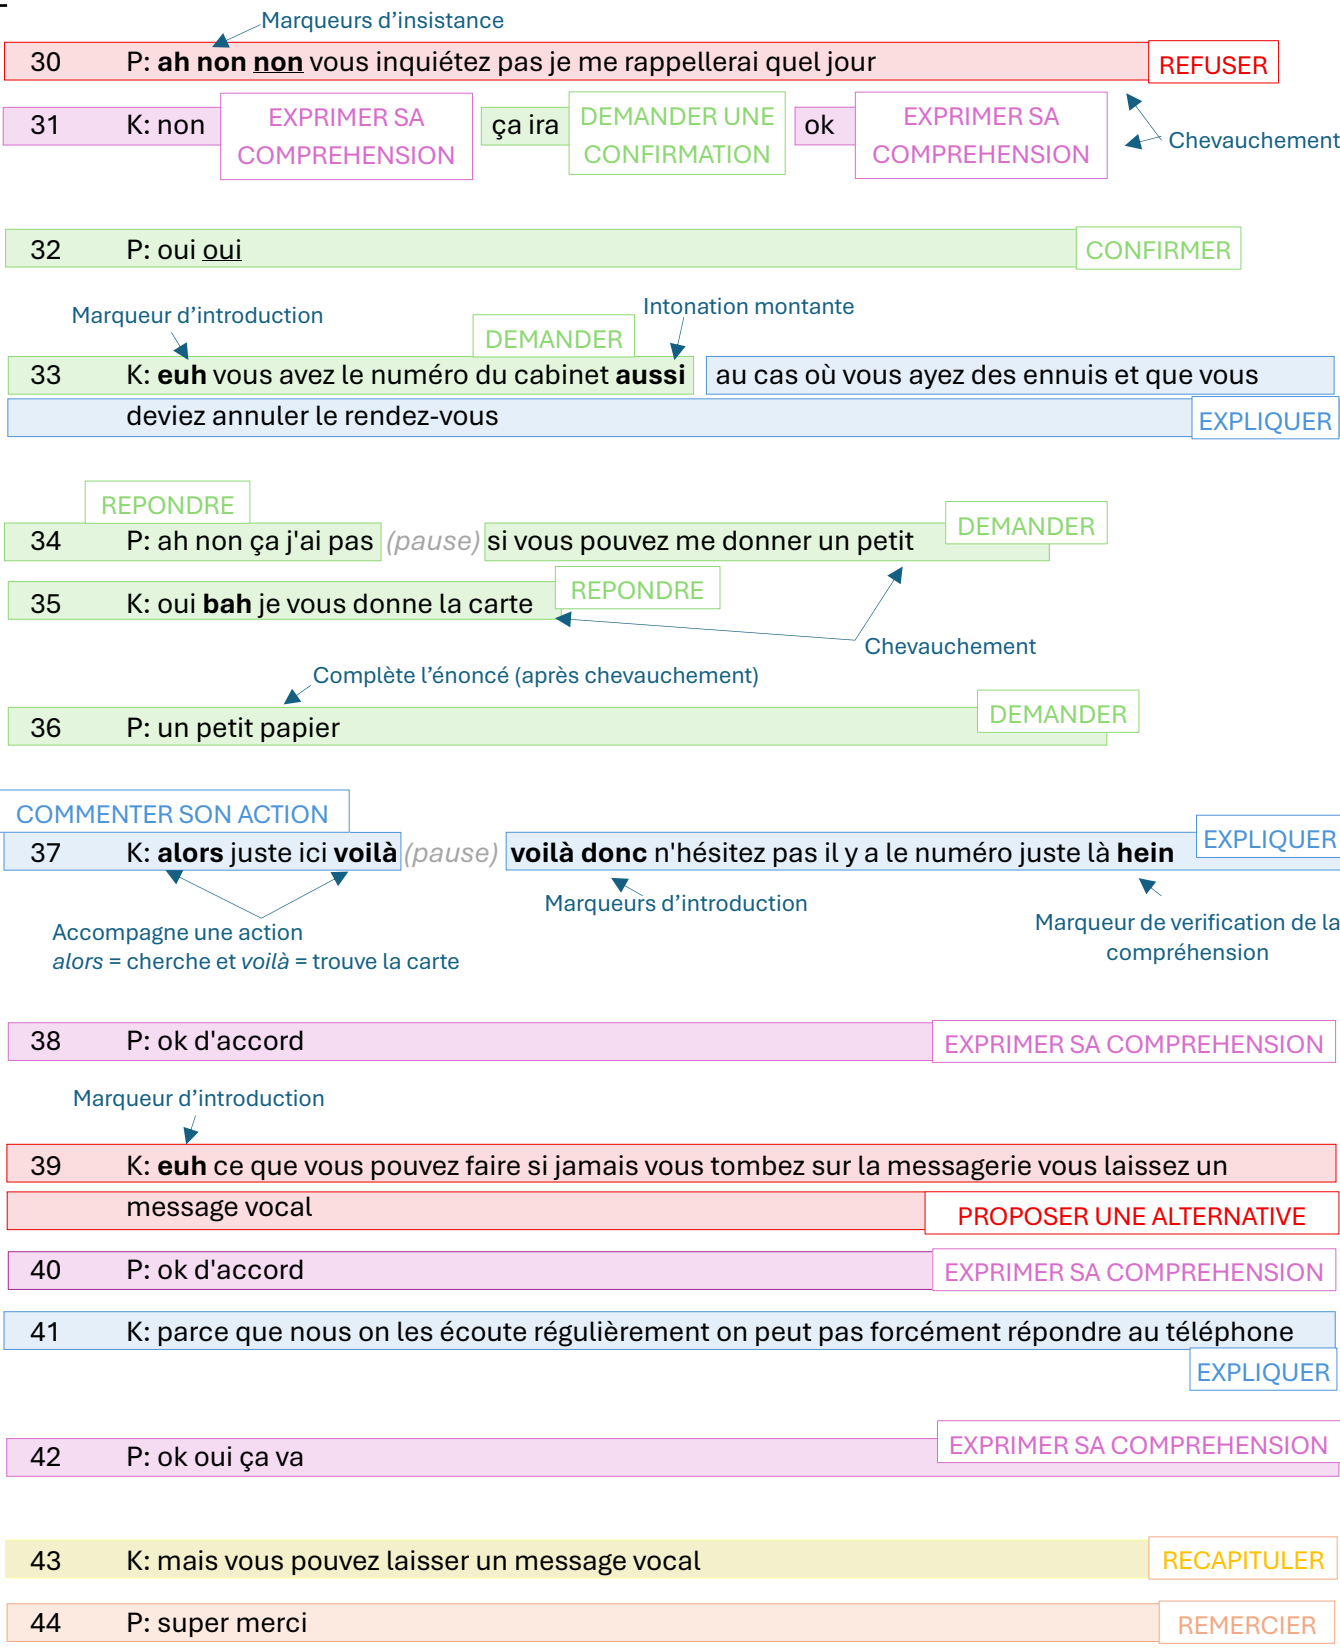 Marqueurs d’insistance
30 P: ah non non vous inquiétez pas je me rappellerai quel jour REFUSER
31 K: non EXPRIMER SA COMPREHENSION ça ira DEMANDER UNE CONFIRMATION ok EXPRIMER SA COMPREHENSION
Chevauchement
32 P: oui oui CONFIRMER
Marqueur d’introduction
Intonation montante
DEMANDER
33 K: euh vous avez le numéro du cabinet aussi au cas où vous ayez des ennuis et que vous
deviez annuler le rendez-vous EXPLIQUER
REPONDRE
34 P: ah non ça j'ai pas (pause) si vous pouvez me donner un petit DEMANDER
35 K: oui bah je vous donne la carte REPONDRE
Chevauchement
Complète l’énoncé (après chevauchement)
36 P: un petit papier DEMANDER
COMMENTER SON ACTION
37 K: alors juste ici voilà (pause) voilà donc n'hésitez pas il y a le numéro juste là hein EXPLIQUER
Marqueurs d’introduction
Accompagne une action
alors = cherche et voilà = trouve la carte
Marqueur de verification de la
compréhension
38 P: ok d'accord EXPRIMER SA COMPREHENSION
Marqueur d’introduction
39 K: euh ce que vous pouvez faire si jamais vous tombez sur la messagerie vous laissez un
message vocal PROPOSER UNE ALTERNATIVE
40 P: ok d'accord EXPRIMER SA COMPREHENSION
41 K: parce que nous on les écoute régulièrement on peut pas forcément répondre au téléphone
EXPLIQUER
42 P: ok oui ça va EXPRIMER SA COMPREHENSION
43 K: mais vous pouvez laisser un message vocal RECAPITULER
44 P: super merci REMERCIER